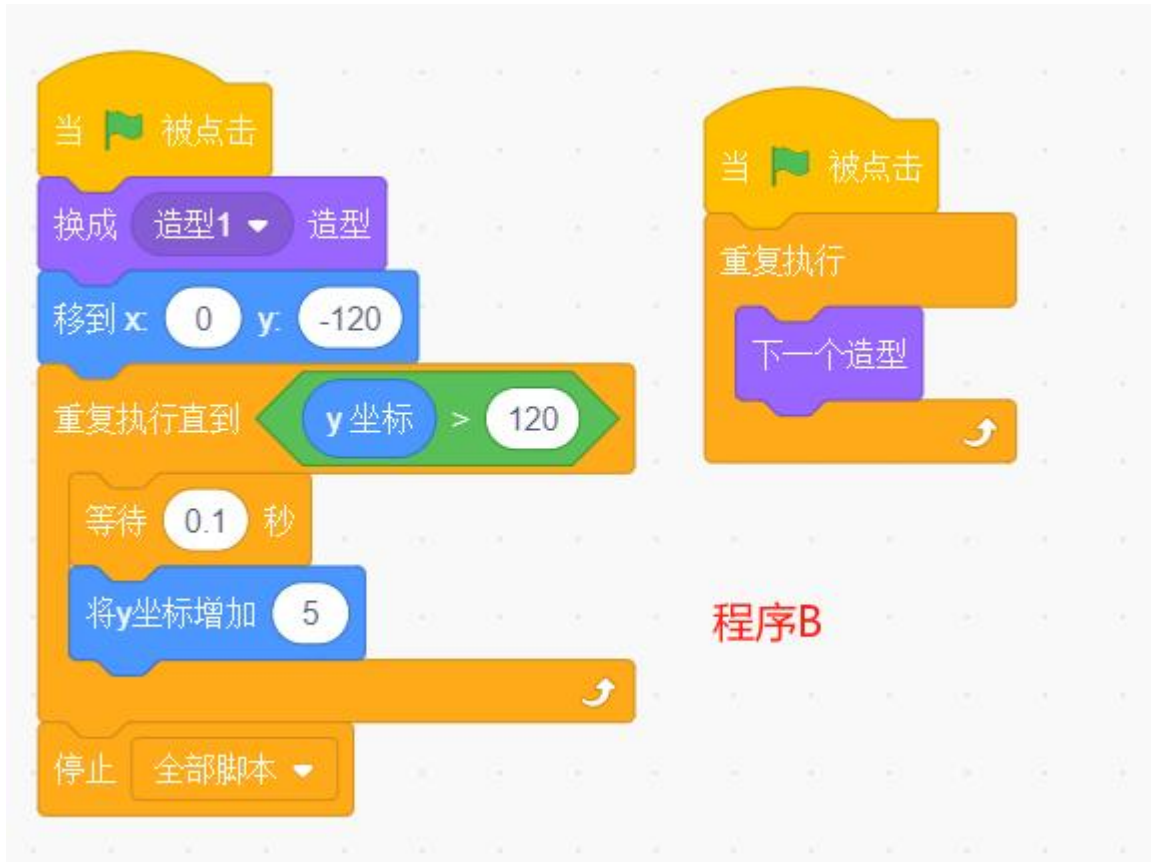 当 被点击
换成 造型1 造型
移到 x: 0 y: -120
重复执行直到 y 坐标 > 120
等待 0.1 秒
将y坐标增加 5
停止 全部脚本
当 被点击
重复执行
下一个造型
程序B